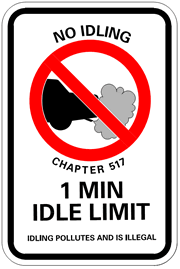 NO IDLING
CHAPTER 517
1 MIN
IDLE LIMIT
IDLING POLLUTES AND IS ILLEGAL